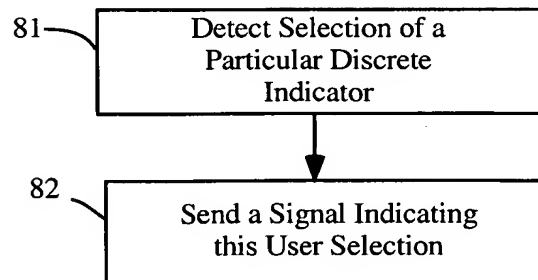 81
Detect Selection of a
Particular Discrete
Indicator
82
Send a Signal Indicating
this User Selection